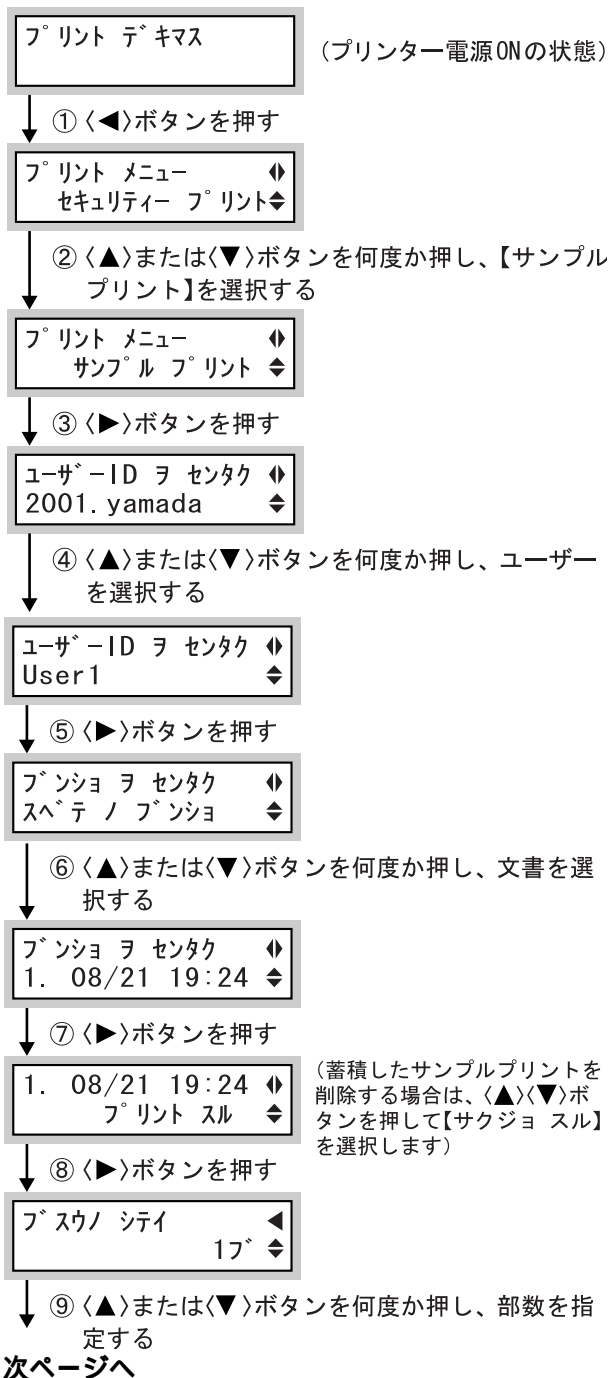 プリント デキマス
(プリンター電源ONの状態)
①〈◀〉ボタンを押す
プリント メニュー
セキュリティー プリント
②〈▲〉または〈▼〉ボタンを何度か押し、【サンプル
プリント】を選択する
プリント メニュー
サンプル プリント
③〈▶〉ボタンを押す
ユーザーID ヲ センタク
2001.yamada
④〈▲〉または〈▼〉ボタンを何度か押し、ユーザー
を選択する
ユーザーID ヲ センタク
User1
⑤〈▶〉ボタンを押す
ブンショ ヲ センタク
スベテ ノ ブンショ
⑥〈▲〉または〈▼〉ボタンを何度か押し、文書を選
択する
ブンショ ヲ センタク
1. 08/21 19:24
⑦〈▶〉ボタンを押す
1. 08/21 19:24
プリント スル
(蓄積したサンプルプリントを
削除する場合は、〈▲〉〈▼〉ボ
タンを押して【サクジョ スル】
を選択します)
⑧〈▶〉ボタンを押す
ブスウノ シテイ
1ブ
⑨〈▲〉または〈▼〉ボタンを何度か押し、部数を指
定する
次ページへ